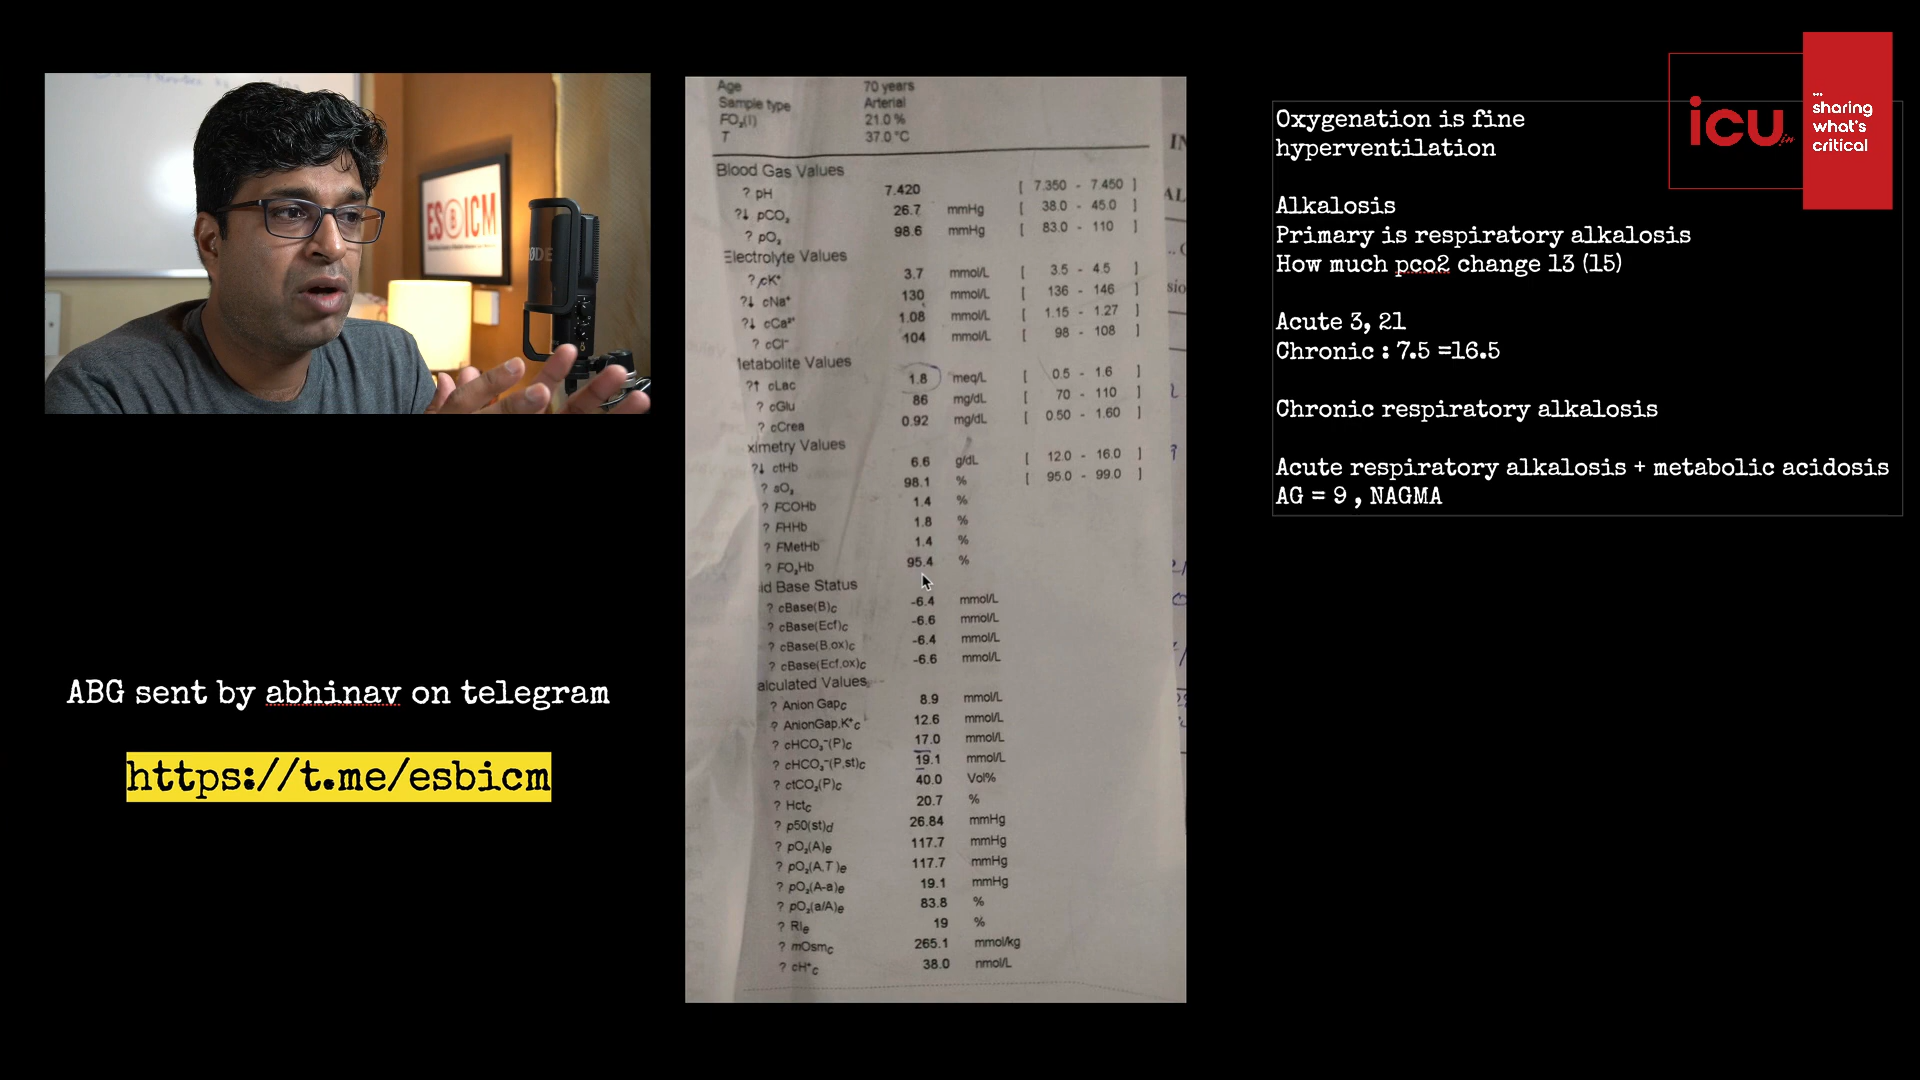 ES B ICM
RØDE
ABG sent by abhinav on telegram
https://t.me/esbicm
Age 70 years
Sample type Arterial
FO₂(I) 21.0 %
T 37.0 °C
Blood Gas Values
? pH 7.420 [ 7.350 - 7.450 ]
?↓ pCO₂ 26.7 mmHg [ 38.0 - 45.0 ]
? pO₂ 98.6 mmHg [ 83.0 - 110 ]
Electrolyte Values
? cK⁺ 3.7 mmol/L [ 3.5 - 4.5 ]
?↓ cNa⁺ 130 mmol/L [ 136 - 146 ]
?↓ cCa²⁺ 1.08 mmol/L [ 1.15 - 1.27 ]
? cCl⁻ 104 mmol/L [ 98 - 108 ]
etabolite Values
?↑ cLac 1.8 meq/L [ 0.5 - 1.6 ]
? cGlu 86 mg/dL [ 70 - 110 ]
? cCrea 0.92 mg/dL [ 0.50 - 1.60 ]
ximetry Values
?↓ ctHb 6.6 g/dL [ 12.0 - 16.0 ]
? sO₂ 98.1 % [ 95.0 - 99.0 ]
? FCOHb 1.4 %
? FHHb 1.8 %
? FMetHb 1.4 %
? FO₂Hb 95.4 %
id Base Status
? cBase(B)c -6.4 mmol/L
? cBase(Ecf)c -6.6 mmol/L
? cBase(B.ox)c -6.4 mmol/L
? cBase(Ecf.ox)c -6.6 mmol/L
alculated Values
? Anion Gapc 8.9 mmol/L
? AnionGap,K⁺c 12.6 mmol/L
? cHCO₃⁻(P)c 17.0 mmol/L
? cHCO₃⁻(P,st)c 19.1 mmol/L
? ctCO₂(P)c 40.0 Vol%
? Hctc 20.7 %
? p50(st)d 26.84 mmHg
? pO₂(A)e 117.7 mmHg
? pO₂(A,T)e 117.7 mmHg
? pO₂(A-a)e 19.1 mmHg
? pO₂(a/A)e 83.8 %
? RIe 19 %
? mOsmc 265.1 mmol/kg
? cH⁺c 38.0 nmol/L
Oxygenation is fine
hyperventilation
Alkalosis
Primary is respiratory alkalosis
How much pco2 change 13 (15)
Acute 3, 21
Chronic : 7.5 =16.5
Chronic respiratory alkalosis
Acute respiratory alkalosis + metabolic acidosis
AG = 9 , NAGMA
icu.in
... sharing
what's
critical